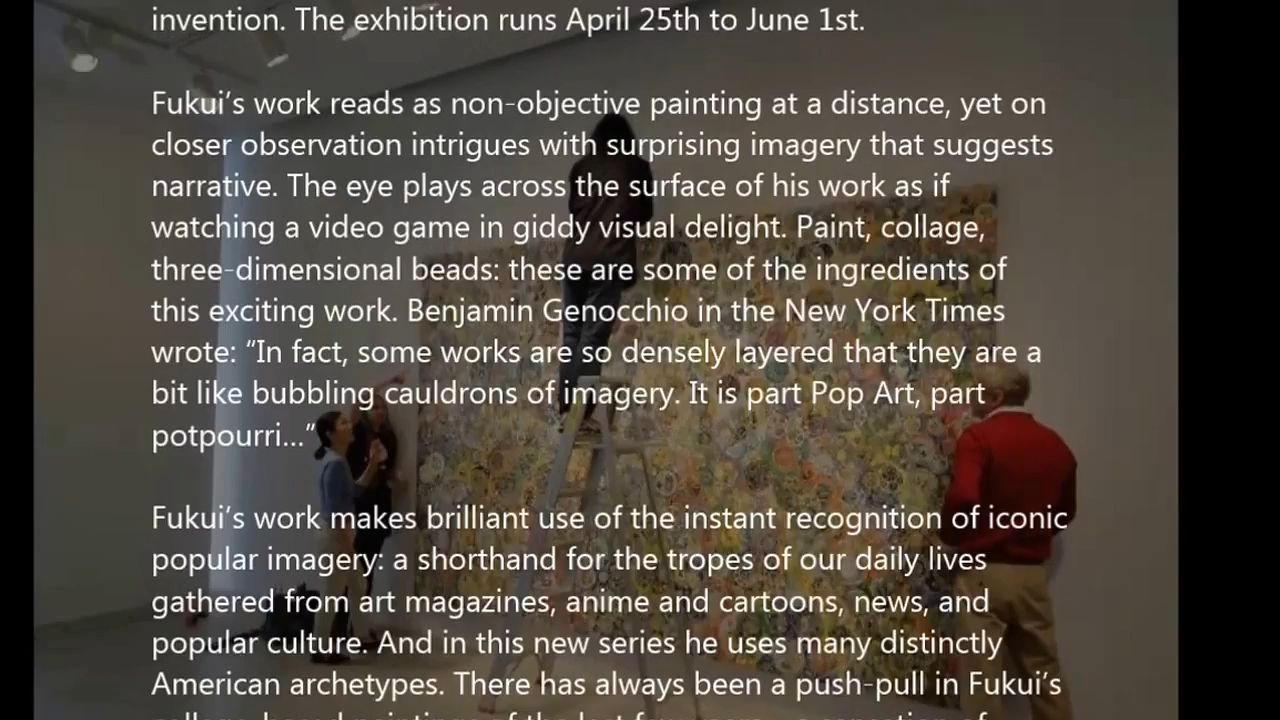 invention. The exhibition runs April 25th to June 1st.
Fukui’s work reads as non-objective painting at a distance, yet on
closer observation intrigues with surprising imagery that suggests
narrative. The eye plays across the surface of his work as if
watching a video game in giddy visual delight. Paint, collage,
three-dimensional beads: these are some of the ingredients of
this exciting work. Benjamin Genocchio in the New York Times
wrote: “In fact, some works are so densely layered that they are a
bit like bubbling cauldrons of imagery. It is part Pop Art, part
potpourri…”
Fukui’s work makes brilliant use of the instant recognition of iconic
popular imagery: a shorthand for the tropes of our daily lives
gathered from art magazines, anime and cartoons, news, and
popular culture. And in this new series he uses many distinctly
American archetypes. There has always been a push-pull in Fukui’s